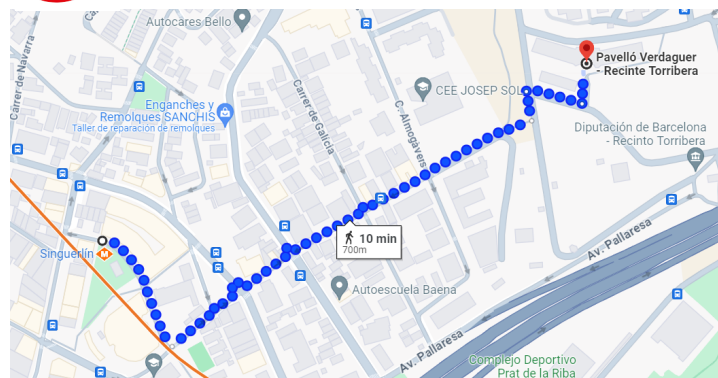 Autocares Bello
Carrer de Navarra
Enganches y
Remolques SANCHIS
Taller de reparación de remolques
Carrer de Galícia
C. Almogàvers
CEE JOSEP SOL
Pavelló Verdaguer
- Recinte Torribera
Diputación de Barcelona
- Recinto Torribera
Singuerlín
M
10 min
700m
Autoescuela Baena
Av. Pallaresa
Av. Pallaresa
Complejo Deportivo
Prat de la Riba